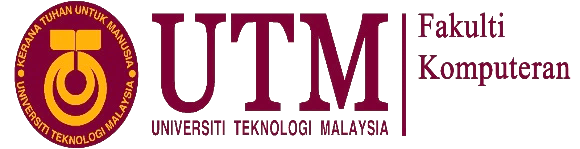 KERANA TUHAN UNTUK MANUSIA
UNIVERSITI TEKNOLOGI MALAYSIA
UTM
UNIVERSITI TEKNOLOGI MALAYSIA
Fakulti
Komputeran